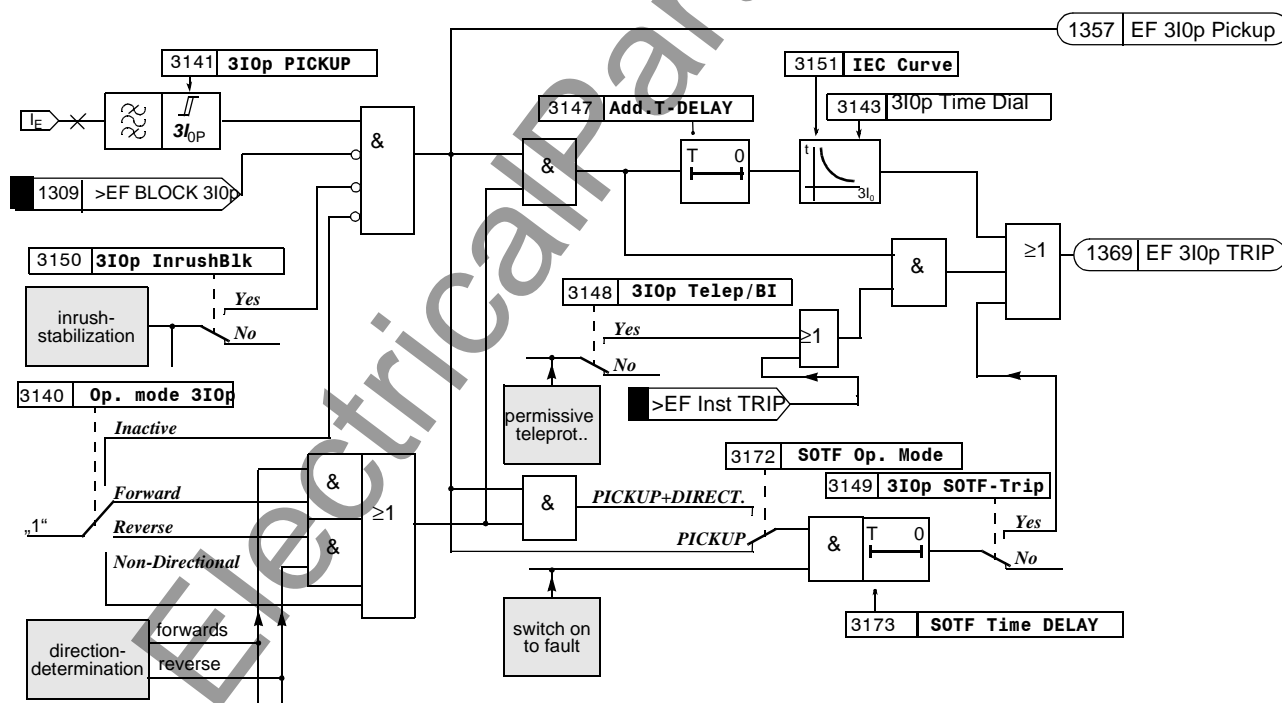 1357 EF 3I0p Pickup
3141 3I0p PICKUP
3151 IEC Curve
3147 Add.T-DELAY
3143 3I0p Time Dial
IE
3I0P
&
&
T 0
t
3I0
1309 >EF BLOCK 3I0p
≥1
1369 EF 3I0p TRIP
&
3150 3I0p InrushBlk
3148 3I0p Telep/BI
Yes
inrush-
stabilization
No
Yes
≥1
No
3140 Op. mode 3I0p
>EF Inst TRIP
permissive
teleprot..
Inactive
3172 SOTF Op. Mode
3149 3I0p SOTF-Trip
&
Forward
≥1
&
PICKUP+DIRECT.
Yes
„1“
Reverse
PICKUP
&
T 0
&
No
Non-Directional
switch on
to fault
3173 SOTF Time DELAY
forwards
direction-
determination
reverse
ElectricalPar